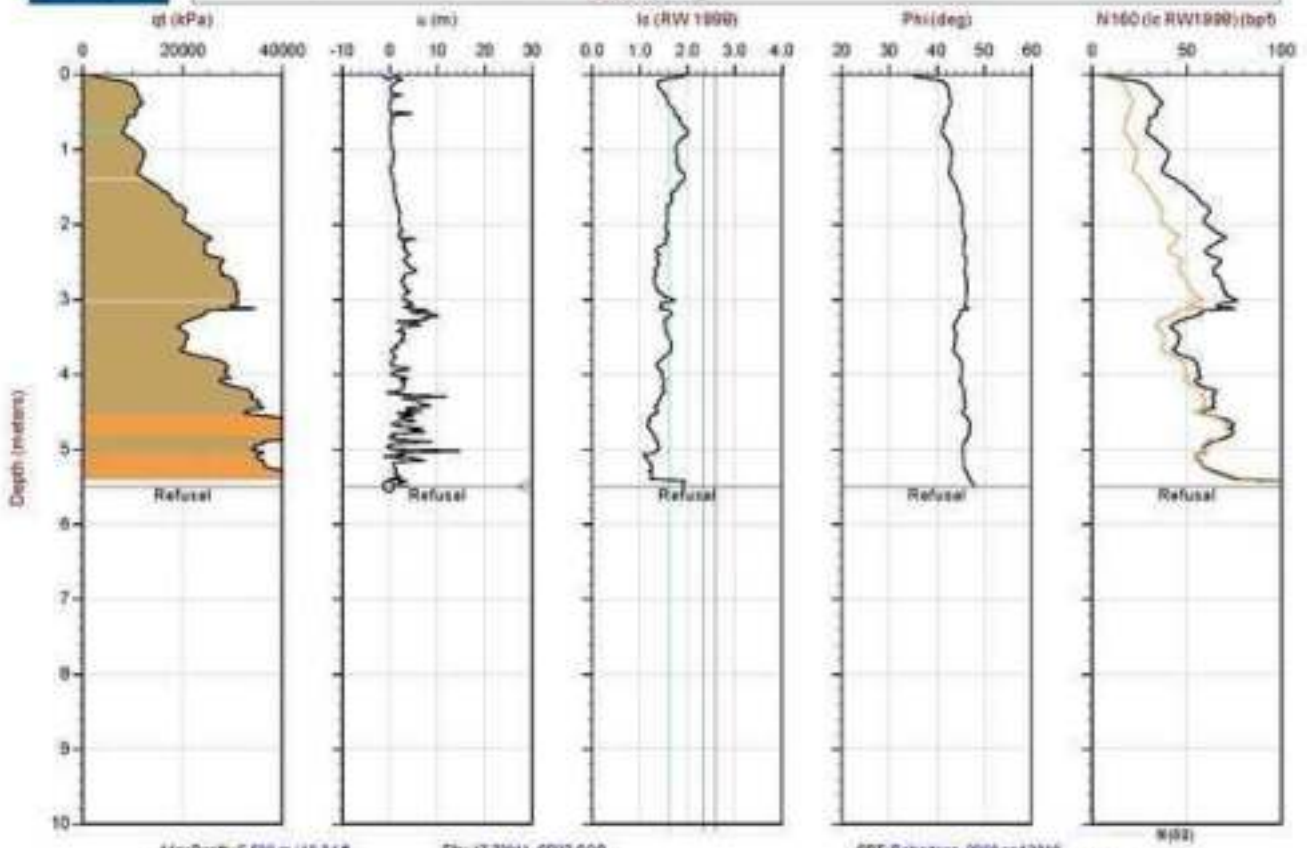 qt (kPa)
u (m)
Ic (RW 1998)
Phi (deg)
N160 (Ic RW1998) (bpf)
0 20000 40000
-10 0 10 20 30
0.0 1.0 2.0 3.0 4.0
20 30 40 50 60
0 50 100
0
1
2
3
4
5
6
7
8
9
10
Depth (meters)
Refusal
Refusal
Refusal
Refusal
Refusal
N(60)